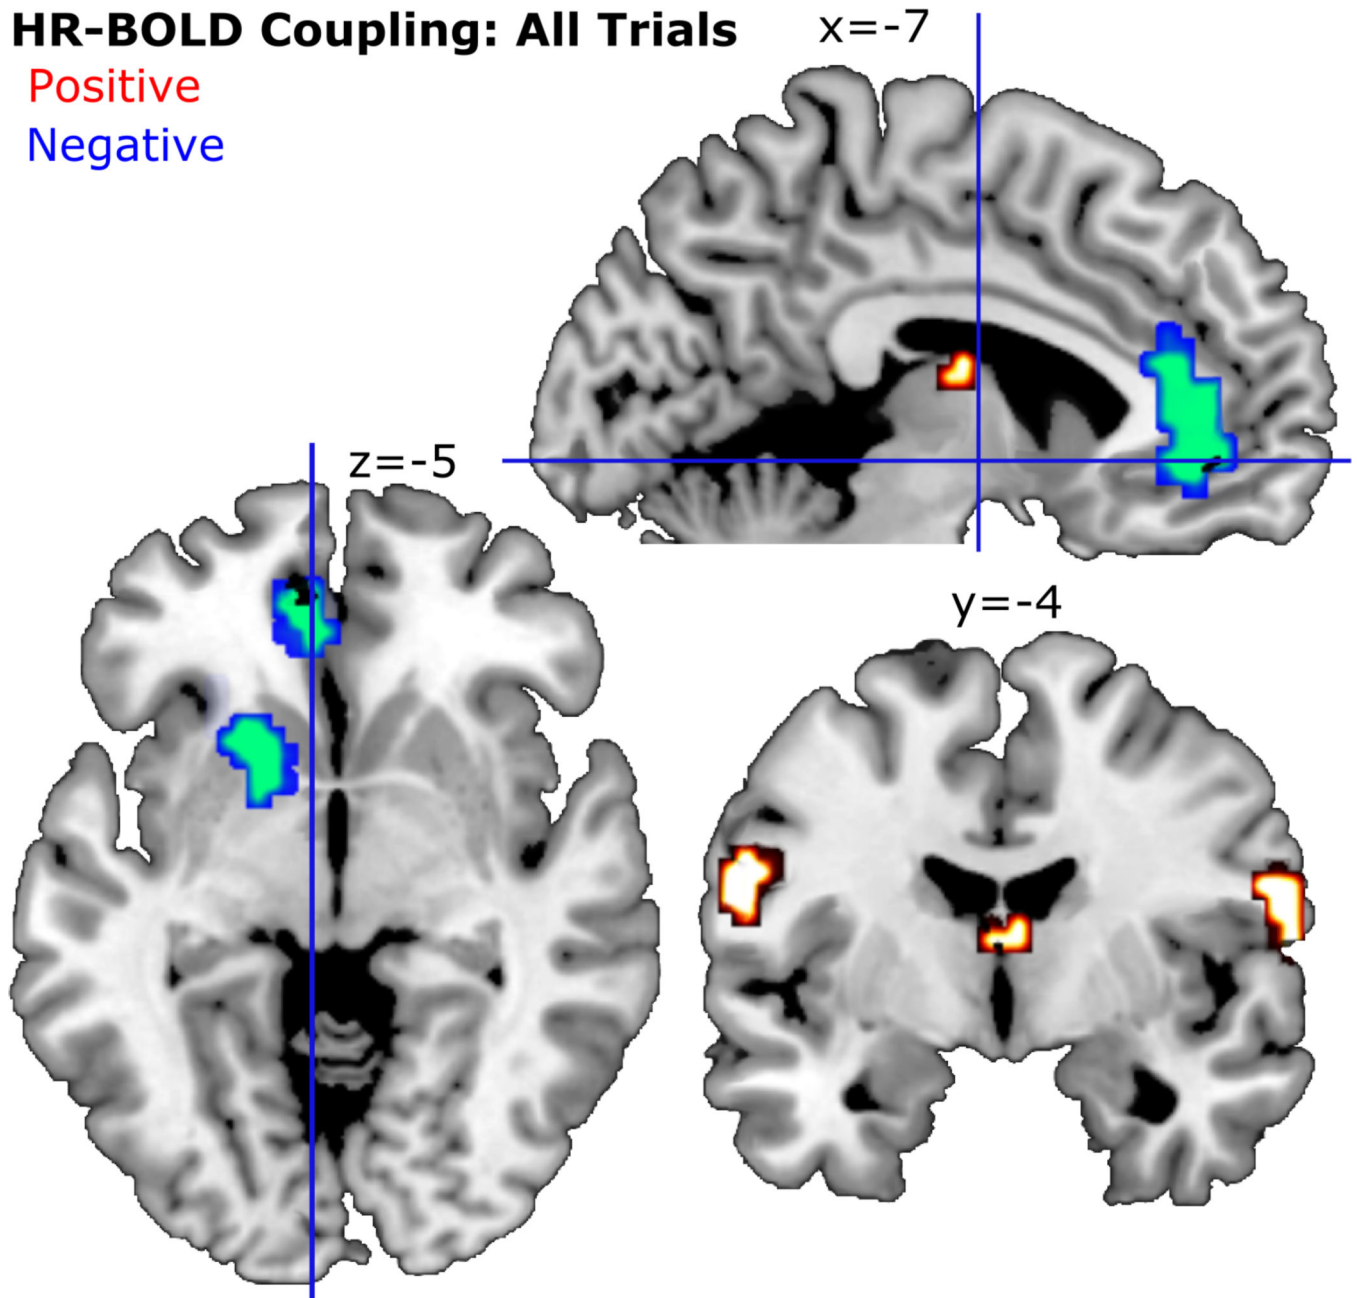 HR-BOLD Coupling: All Trials
x=-7
Positive
Negative
z=-5
y=-4